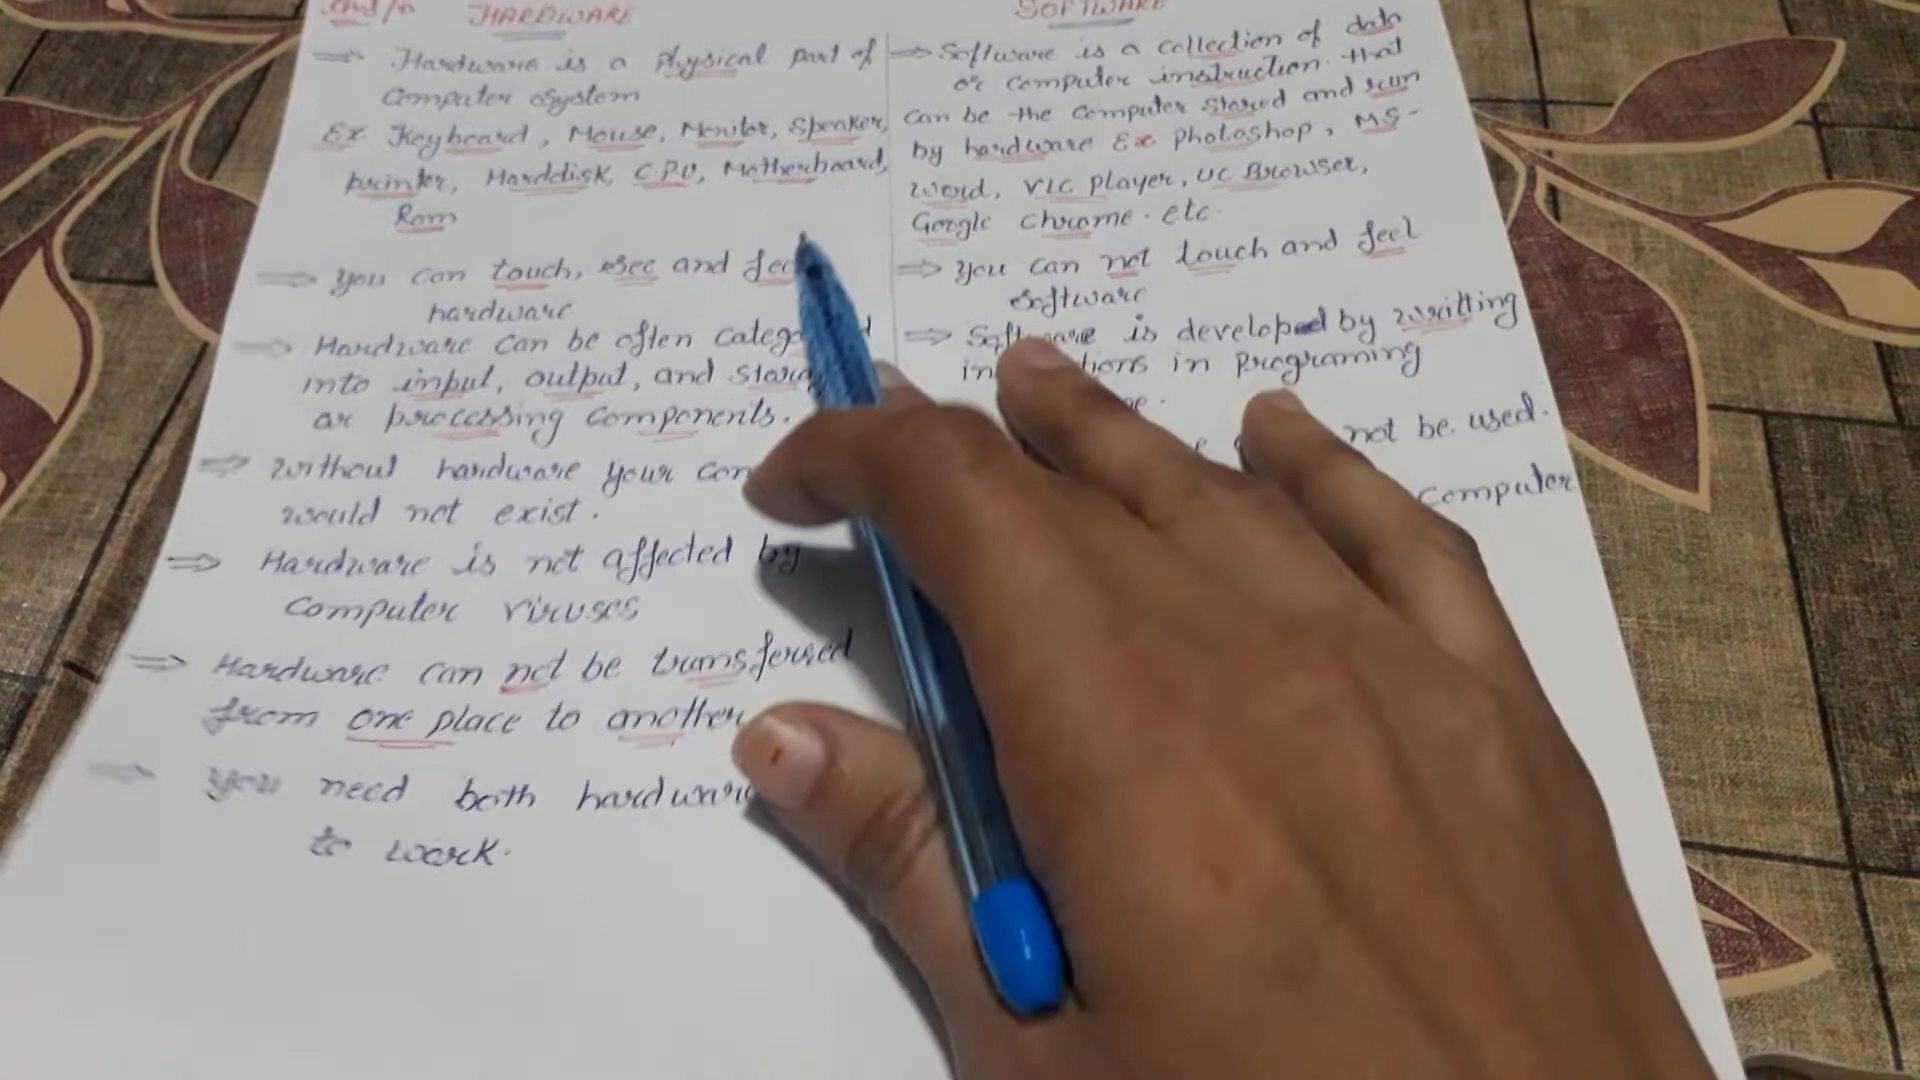 HARDWARE
⇒ Hardware is a physical part of
Computer System
Ex. Keyboard, Mouse, Monitor, Speaker,
printer, Harddisk, CPU, Motherboard,
Ram
⇒ you can touch, see and
hardware
⇒ Hardware can be often
into input, output, and
or processing components.
⇒ without hardware your
would not exist.
⇒ Hardware is not affected by
Computer viruses
⇒ Hardware can not be transferred
from one place to another
⇒ you need both
to work.
SOFTWARE
⇒ Software is a collection of data
or computer instruction that
can be the computer stored and run
by hardware Ex photoshop, MS-
word, VLC player, UC Browser,
Google chrome. etc.
⇒ you can not touch and feel
software
⇒ is developed by writting
in programing
not be used.
computer